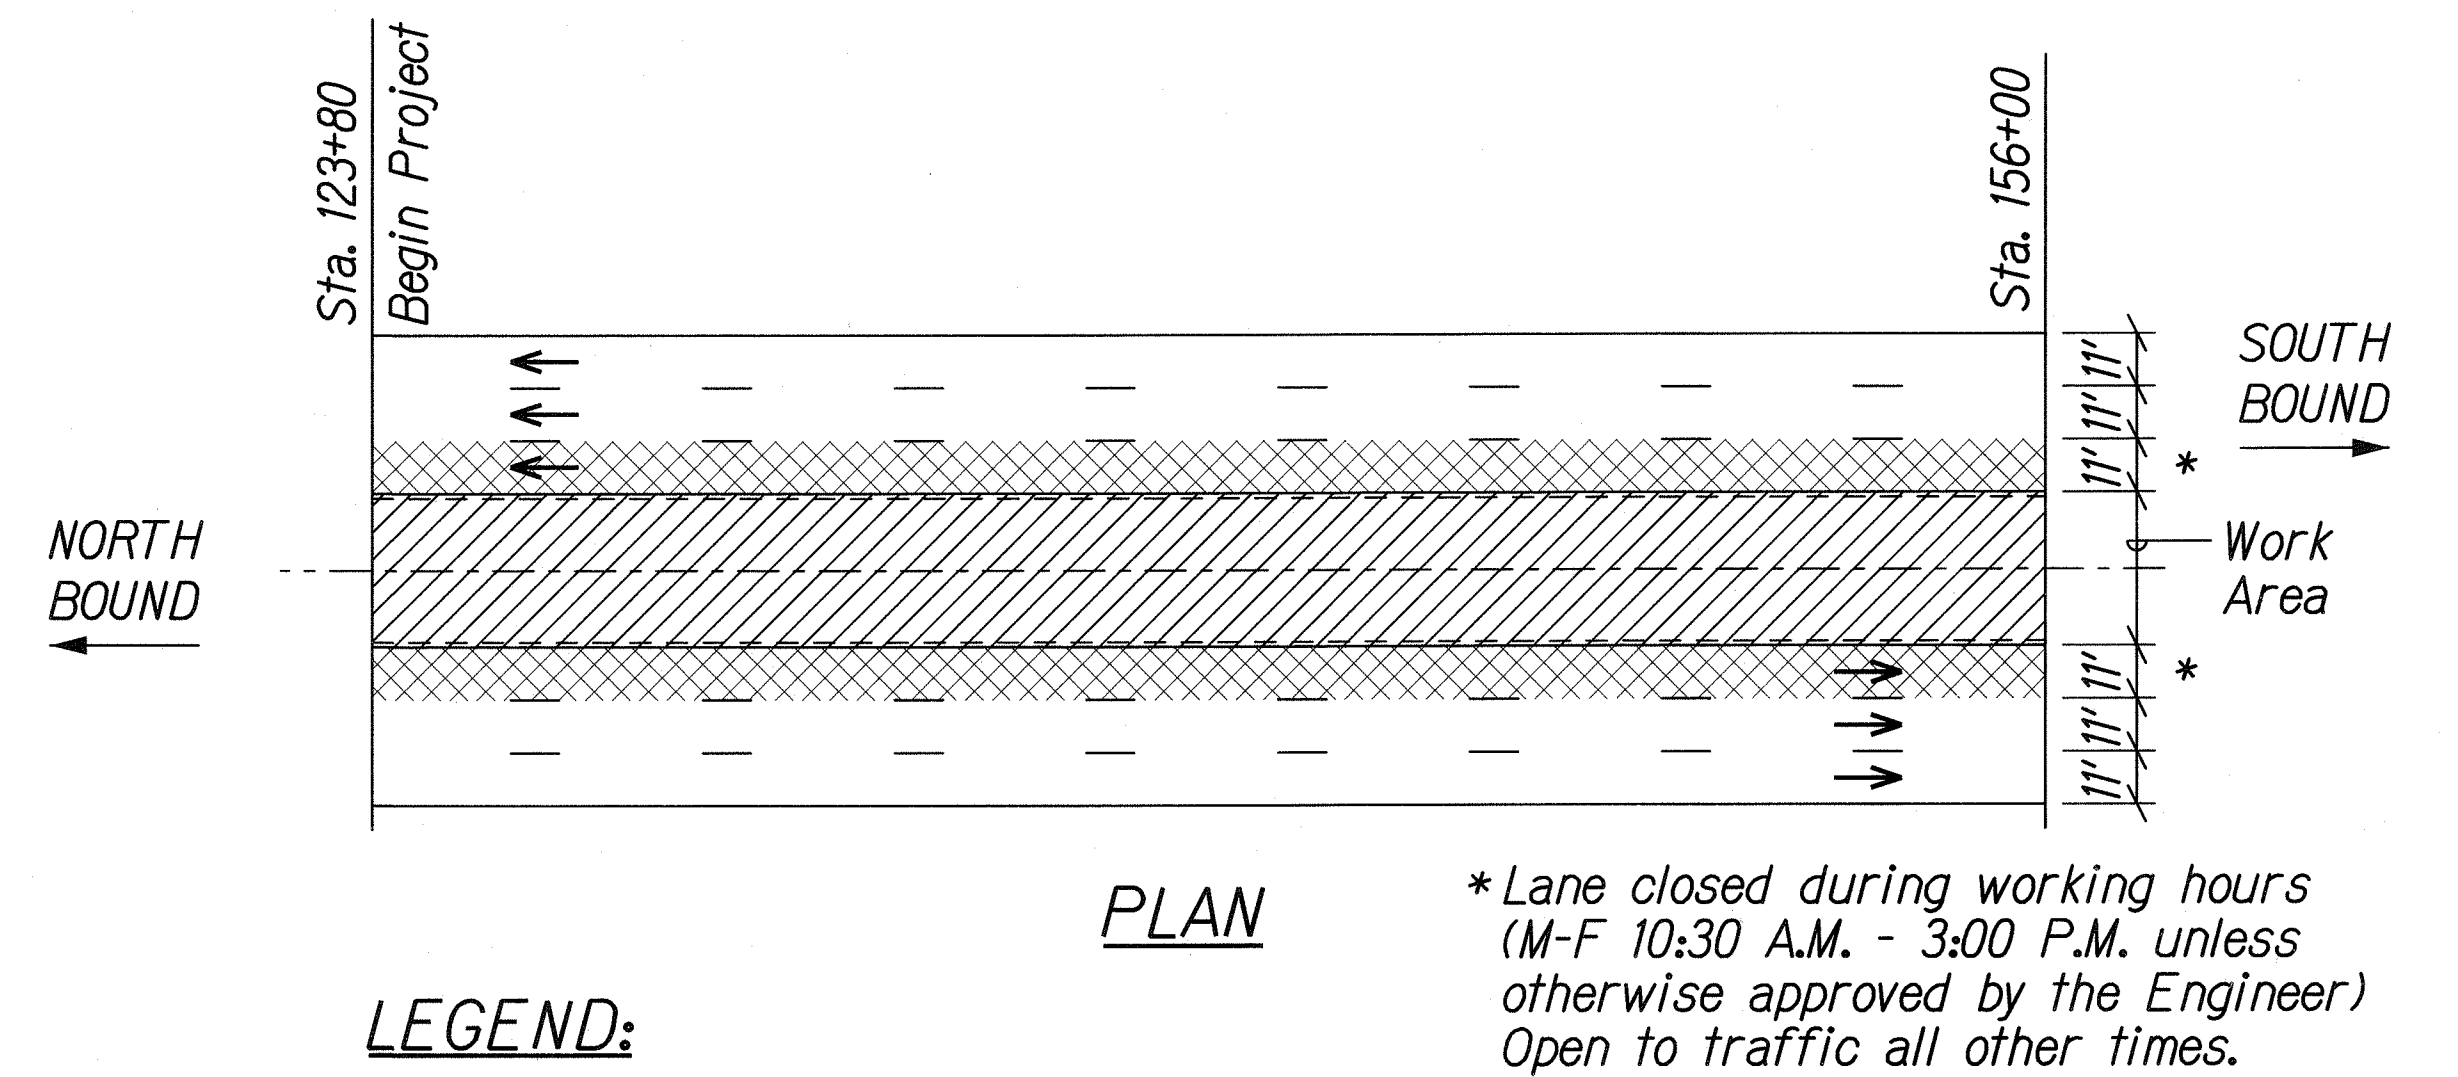 Sta. 123+80
Begin Project
Sta. 156+00
11'
11'
11'
*
SOUTH
BOUND
NORTH
BOUND
Work
Area
11'
*
11'
11'
PLAN
* Lane closed during working hours
(M-F 10:30 A.M. - 3:00 P.M. unless
otherwise approved by the Engineer)
Open to traffic all other times.
LEGEND: